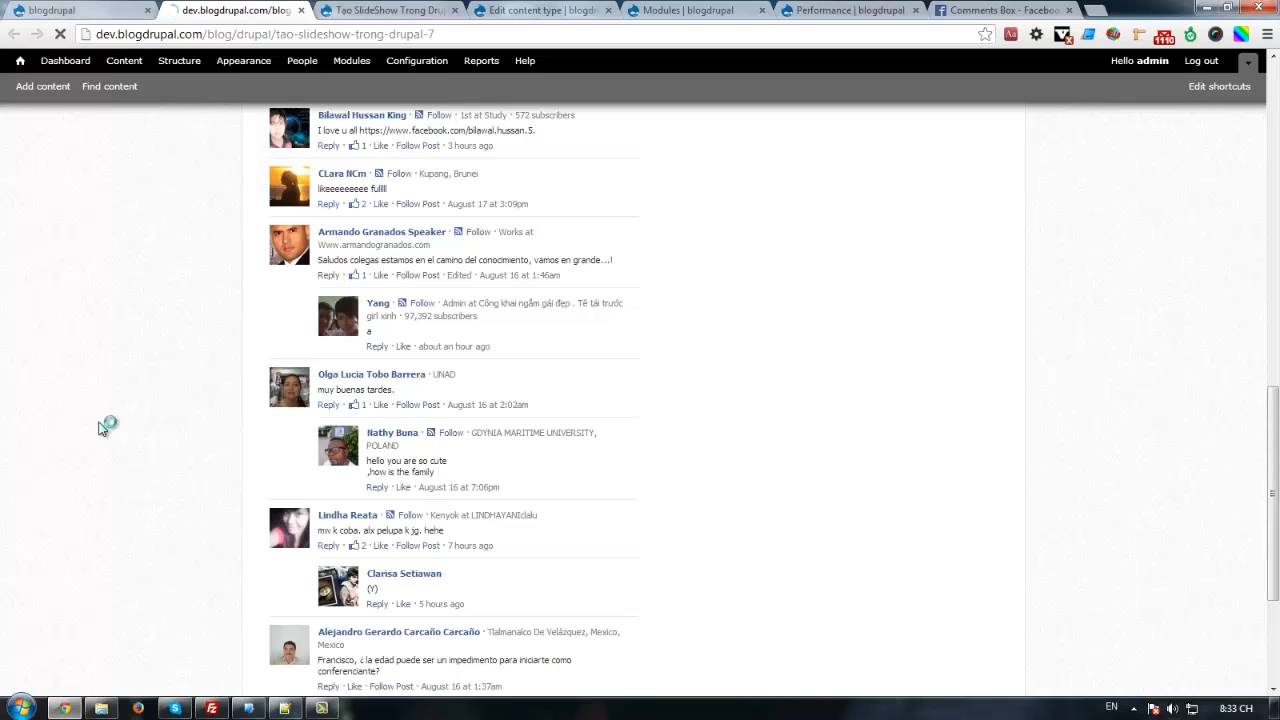 blogdrupal
dev.blogdrupal.com/blog/
Tao SlideShow Trong Drup
Edit content type | blogdr
Modules | blogdrupal
Performance | blogdrupal
Comments Box - Faceboo
dev.blogdrupal.com/blog/drupal/tao-slideshow-trong-drupal-7
1110
Dashboard Content Structure Appearance People Modules Configuration Reports Help
Hello admin Log out
Add content Find content
Edit shortcuts
Bilawal Hussan King · Follow · 1st at Study · 572 subscribers
I love u all https://www.facebook.com/bilawal.hussan.5.
Reply · 1 · Like · Follow Post · 3 hours ago
CLara NCm · Follow · Kupang, Brunei
likeeeeeeeee fullll
Reply · 2 · Like · Follow Post · August 17 at 3:09pm
Armando Granados Speaker · Follow · Works at
Www.armandogranados.com
Saludos colegas estamos en el camino del conocimiento, vamos en grande...!
Reply · 1 · Like · Follow Post · Edited · August 16 at 1:46am
Yang · Follow · Admin at Công khai ngắm gái đẹp . Tê tái trước
girl xinh · 97,392 subscribers
a
Reply · Like · about an hour ago
Olga Lucia Tobo Barrera · UNAD
muy buenas tardes.
Reply · 1 · Like · Follow Post · August 16 at 2:02am
Nathy Buna · Follow · GDYNIA MARITIME UNIVERSITY,
POLAND
hello you are so cute
,how is the family
Reply · Like · August 16 at 7:06pm
Lindha Reata · Follow · Kenyok at LINDHAYANIclalu
mw k coba. alx pelupa k jg. hehe
Reply · 2 · Like · Follow Post · 7 hours ago
Clarisa Setiawan
(Y)
Reply · Like · 5 hours ago
Alejandro Gerardo Carcaño Carcaño · Tlalmanalco De Velázquez, Mexico,
Mexico
Francisco, ¿ la edad puede ser un impedimento para iniciarte como
conferenciante?
Reply · Like · Follow Post · August 16 at 1:37am
EN
8:33 CH